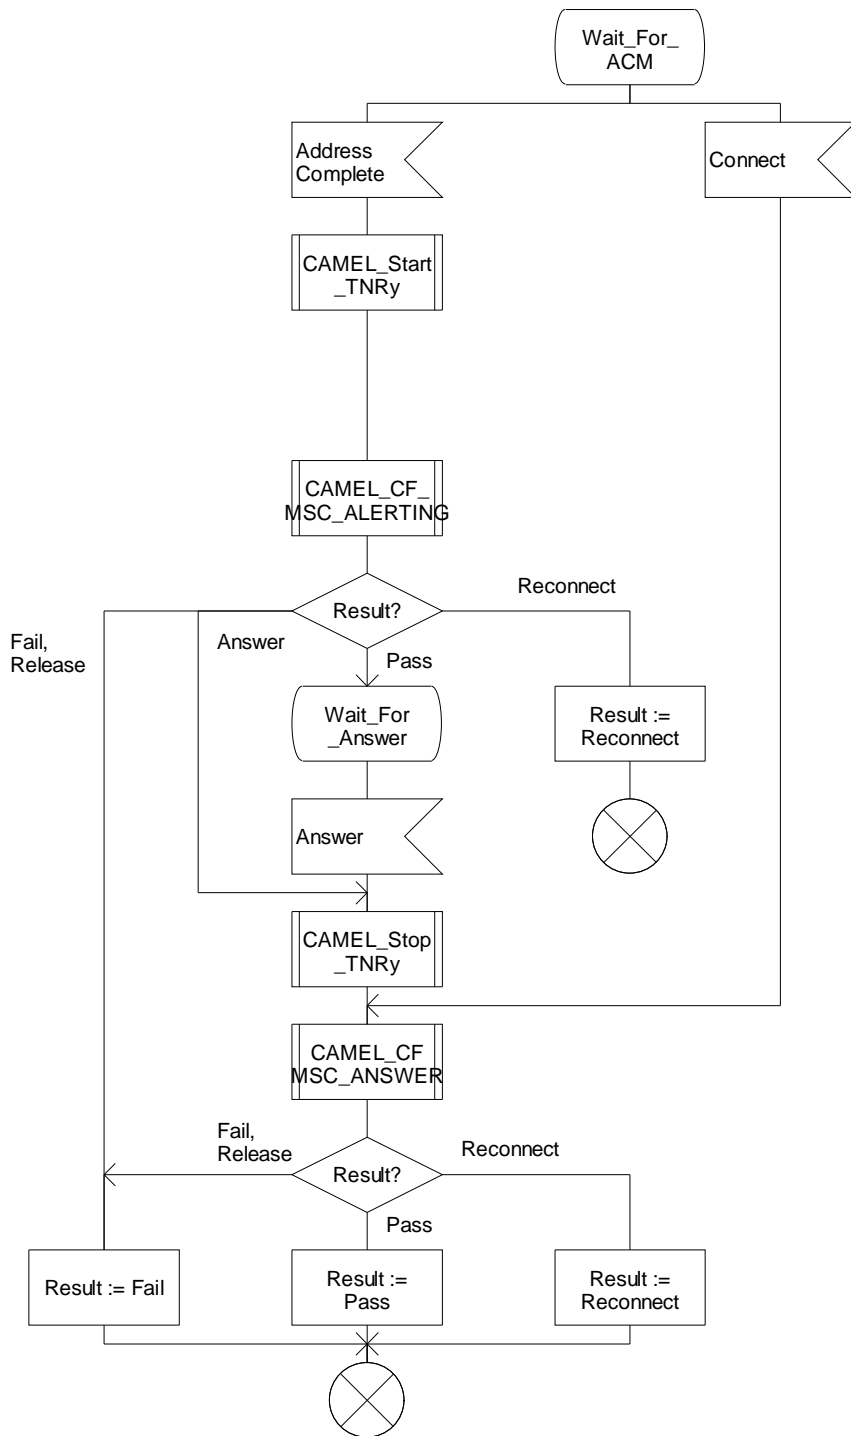 Wait_For_
ACM
Address
Complete
Connect
CAMEL_Start
_TNRy
CAMEL_CF_
MSC_ALERTING
Result?
Reconnect
Fail,
Release
Answer
Pass
Wait_For
_Answer
Result :=
Reconnect
Answer
CAMEL_Stop
_TNRy
CAMEL_CF
MSC_ANSWER
Fail,
Release
Result?
Reconnect
Pass
Result := Fail
Result :=
Pass
Result :=
Reconnect